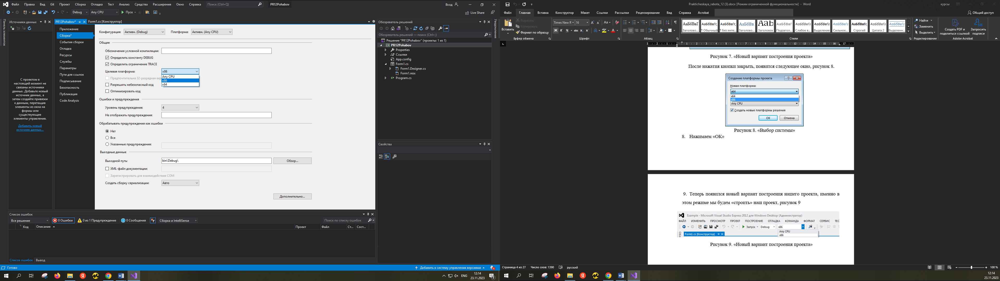 Файл Правка Вид Git Проект Сборка Отладка Тест Анализ Средства Расширения Окно Справка Поиск (Ctrl+Q) PR12Pohabov Вход
Debug Any CPU Пуск Live Share
Панель элементов
Источники данных
С проектом в
настоящий момент не
связаны источники
данных. Добавьте новый
источник данных, а
затем создайте привязки
к данным, перетащив
элементы из окна на
формы или
существующие
элементы управления.
Добавить новый
источник данных...
PR12Pohabov* Form1.cs [Конструктор]
Приложение
Сборка*
События сборки
Отладка
Ресурсы
Службы
Параметры
Пути для ссылок
Подписывание
Безопасность
Публикация
Code Analysis
Конфигурация: Активн. (Debug) Платформа: Активн. (Any CPU)
Общие
Обозначения условной компиляции:
Определить константу DEBUG
Определить ограничение TRACE
Целевая платформа: x86
Any CPU
x86
x64
Предпочтительна 32-разрядная вер
Разрешить небезопасный код
Оптимизировать код
Ошибки и предупреждения
Уровень предупреждения: 4
Не отображать предупреждения:
Обрабатывать предупреждения как ошибки
Нет
Все
Указанные предупреждения:
Выходные данные
Выходной путь: bin\Debug\ Обзор...
XML-файл документации:
Зарегистрировать для взаимодействия COM
Создать сборку сериализации: Авто
Дополнительно...
Обозреватель решений
Обозреватель решений — поиск (Ctrl+;)
Решение "PR12Pohabov" (проекты: 1 из 1)
PR12Pohabov
Properties
Ссылки
App.config
Form1.cs
Form1.Designer.cs
Form1.resx
Program.cs
Уведомления
Свойства
Список ошибок
Все решение 0 Ошибки 0 из 1 Предупреждение 0 Сообщения Сборка и IntelliSense Поиск по списку ошибок
Код Описание Проект Файл Ст... Сост...
Список ошибок Вывод
Готово Добавить в систему управления версиями 4
ENG 12:14
23.11.2023 5
Prakticheskaya_rabota_12 (3).docx [Режим ограниченной функциональности] - Word курсы
Файл Главная Вставка Конструктор Макет Ссылки Рассылки Рецензирование Вид Справка Acrobat Общий доступ
Вставить Вырезать Копировать Формат по образцу
Буфер обмена
Times New R 16
Шрифт
Абзац
Заголово... ¶ Обычный ¶ Без инте... Заголово... Заголовок Подзагол... Слабое в... Выделение Сильное... Строгий Цитата 2 Выделенн...
Стили
Найти
Заменить
Выделить
Редактирование
Создать PDF и
поделиться ссылкой
Запросить
подписи
Adobe Acrobat
Рисунок 7. «Новый вариант построения проекта»
После нажатия кнопки закрыть, появится следующее окно, рисунок 8.
Создание платформы проекта
Новая платформа:
x64
x64
x86
Any CPU
Создать новые платформы решения
ОК Отмена
Рисунок 8. «Выбор системы»
8. Нажимаем «ОК»
9. Теперь появился новый вариант построения нашего проекта, именно в
этом режиме мы будем «строить» наш проект, рисунок 9
Example - Microsoft Visual Studio Express 2012 для Windows Desktop (Администратор)
ФАЙЛ ИЗМЕНИТЬ ПРОСМОТР ПРОЕКТ ПОСТРОЕНИЕ ОТЛАДКА КОМАНДА ФОРМАТ СЕРВИС ТЕС
Запуск Debug x86
Any CPU
x86
Form1.cs [Конструктор]
Рисунок 9. «Новый вариант построения проекта»
Страница 4 из 27 Число слов: 1390 русский 100 %
12:14
23.11.2023